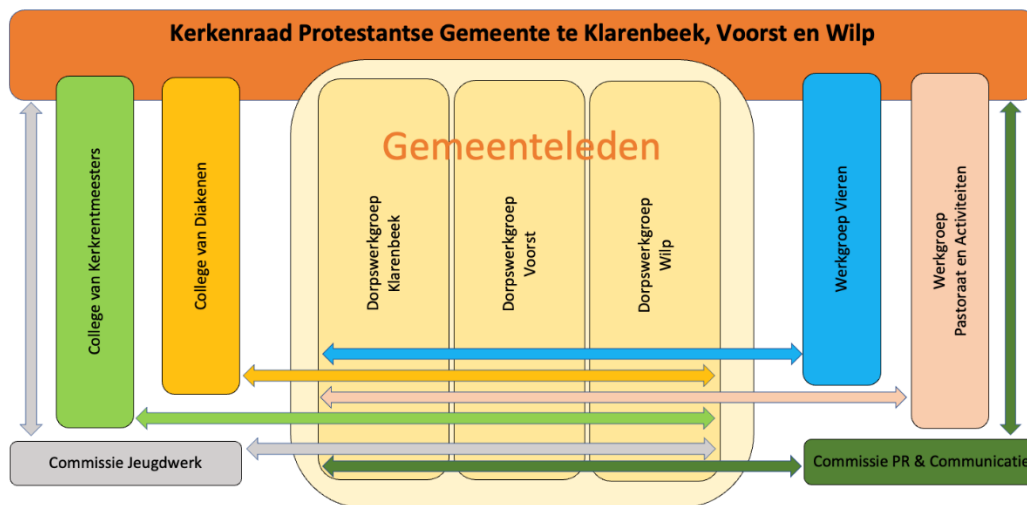 Kerkenraad Protestantse Gemeente te Klarenbeek, Voorst en Wilp
Gemeenteleden
College van Kerkrentmeesters
College van Diakenen
Dorpswerkgroep
Klarenbeek
Dorpswerkgroep
Voorst
Dorpswerkgroep
Wilp
Werkgroep Vieren
Werkgroep
Pastoraat en Activiteiten
Commissie Jeugdwerk
Commissie PR & Communicatie